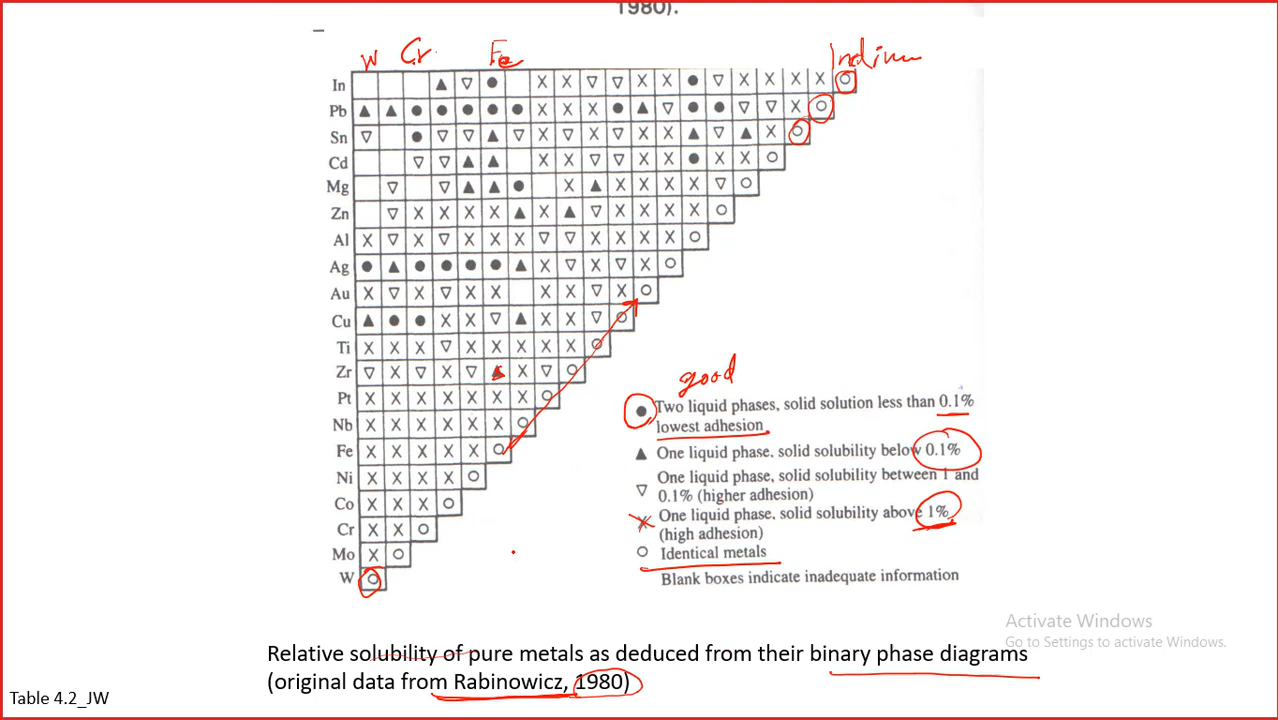 1980).
W Cr Fe Indium
In ▲ ▽ ● X X ▽ ▽ X X ● ▽ X X X X ○
Pb ▲ ▲ ● ● ● ● ● X X X ● ▲ ▽ ● ● ▽ ▽ X ○
Sn ▽ ● ▽ ▽ ▲ ▽ X ▽ X ▽ X X ▲ ▽ ▲ X ○
Cd ▽ ▽ ▲ ▲ X X ▽ ▽ X X ● X X ○
Mg ▽ ▽ ▲ ▲ ● X ▲ X X X X ▽ ○
Zn ▽ X X X X ▲ X ▲ ▽ X X X X ○
Al X ▽ X ▽ X X X ▽ ▽ X X X X ○
Ag ● ▲ ● ● ● ● ▲ X ▽ X ▽ X ○
Au X ▽ X ▽ X X X X ▽ X ○
Cu ▲ ● ● X X ▽ ▲ X X ▽ ○
Ti X X X ▽ X X X X X ○
Zr ▽ X ▽ X ▽ ▲ X ▽ ○
Pt X X X X X X X ○
Nb X X X X X X ○
Fe X X X X X ○
Ni X X X X ○
Co X X X ○
Cr X X ○
Mo X ○
W ○
good
● Two liquid phases, solid solution less than 0.1%
lowest adhesion
▲ One liquid phase, solid solubility below 0.1%
One liquid phase, solid solubility between 1 and
▽ 0.1% (higher adhesion)
X One liquid phase, solid solubility above 1%
(high adhesion)
○ Identical metals
Blank boxes indicate inadequate information
Activate Windows
Go to Settings to activate Windows.
Relative solubility of pure metals as deduced from their binary phase diagrams
(original data from Rabinowicz, 1980)
Table 4.2_JW